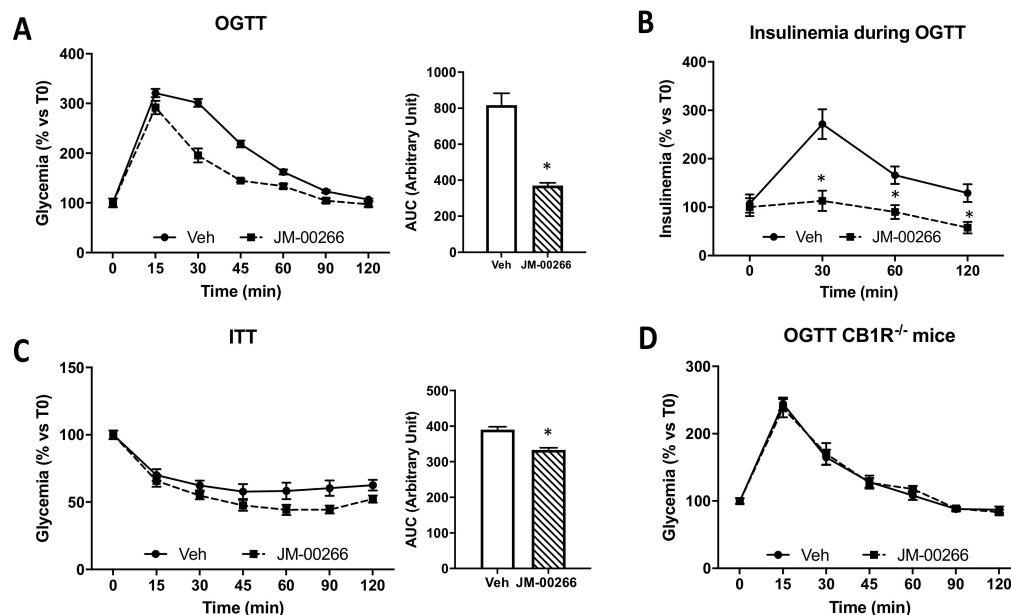 A
OGTT
Glycemia (% vs T0)
400
300
200
100
0
0 15 30 45 60 90 120
Time (min)
Veh JM-00266
AUC (Arbitrary Unit)
1000
800
600
400
200
0
*
Veh JM-00266
B
Insulinemia during OGTT
Insulinemia (% vs T0)
400
300
200
100
0
*
*
*
Veh JM-00266
0 30 60 120
Time (min)
C
ITT
Glycemia (% vs T0)
150
100
50
0
Veh JM-00266
0 15 30 45 60 90 120
Time (min)
AUC (Arbitrary Unit)
500
400
300
200
100
0
*
Veh JM-00266
D
OGTT CB1R-/- mice
Glycemia (% vs T0)
300
200
100
0
Veh JM-00266
0 15 30 45 60 90 120
Time (min)